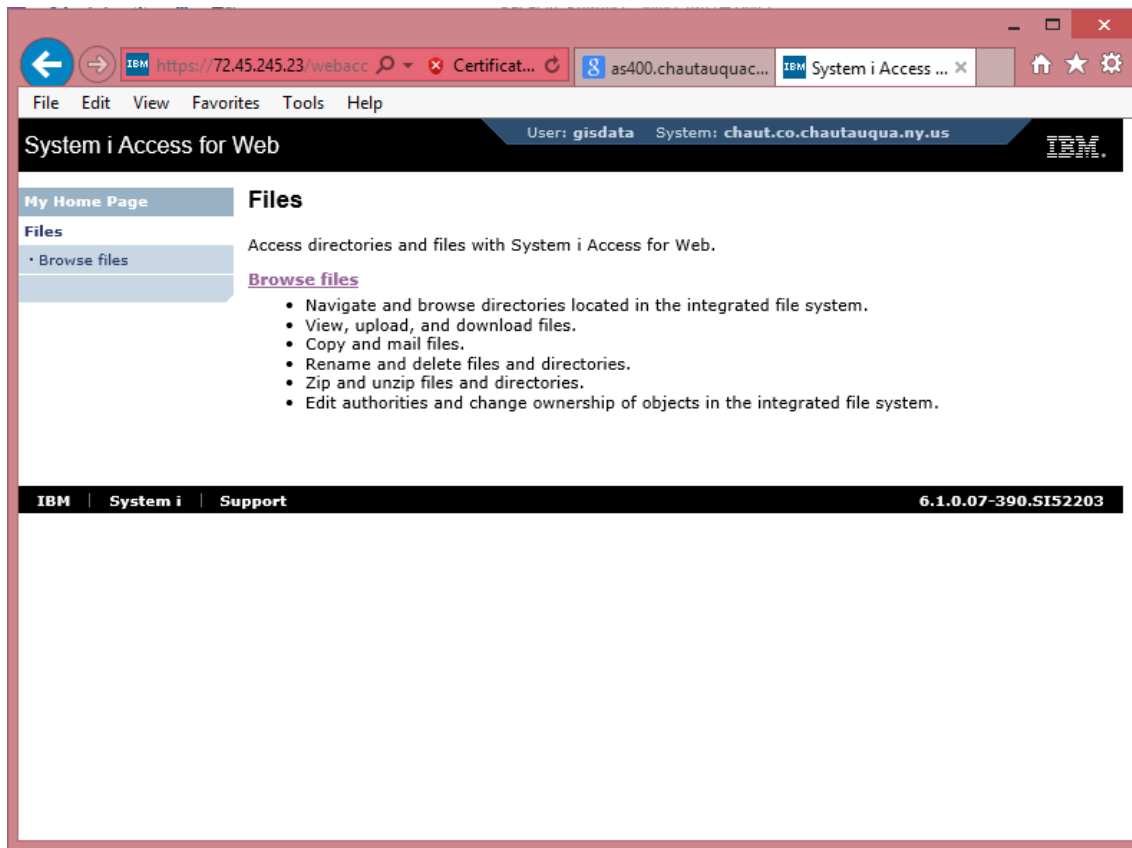 https://72.45.245.23/webacc
Certificat...
as400.chautauquac...
System i Access ...
File Edit View Favorites Tools Help
System i Access for Web
User: gisdata System: chaut.co.chautauqua.ny.us
IBM.
My Home Page
Files
• Browse files
Files
Access directories and files with System i Access for Web.
Browse files
• Navigate and browse directories located in the integrated file system.
• View, upload, and download files.
• Copy and mail files.
• Rename and delete files and directories.
• Zip and unzip files and directories.
• Edit authorities and change ownership of objects in the integrated file system.
IBM | System i | Support
6.1.0.07-390.SI52203